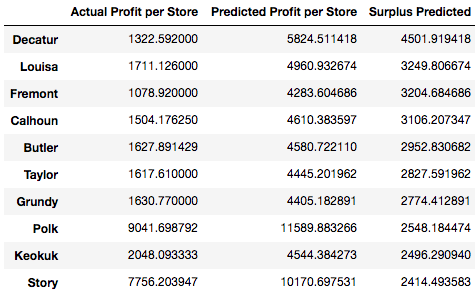 Actual Profit per Store Predicted Profit per Store Surplus Predicted
Decatur 1322.592000 5824.511418 4501.919418
Louisa 1711.126000 4960.932674 3249.806674
Fremont 1078.920000 4283.604686 3204.684686
Calhoun 1504.176250 4610.383597 3106.207347
Butler 1627.891429 4580.722110 2952.830682
Taylor 1617.610000 4445.201962 2827.591962
Grundy 1630.770000 4405.182891 2774.412891
Polk 9041.698792 11589.883266 2548.184474
Keokuk 2048.093333 4544.384273 2496.290940
Story 7756.203947 10170.697531 2414.493583